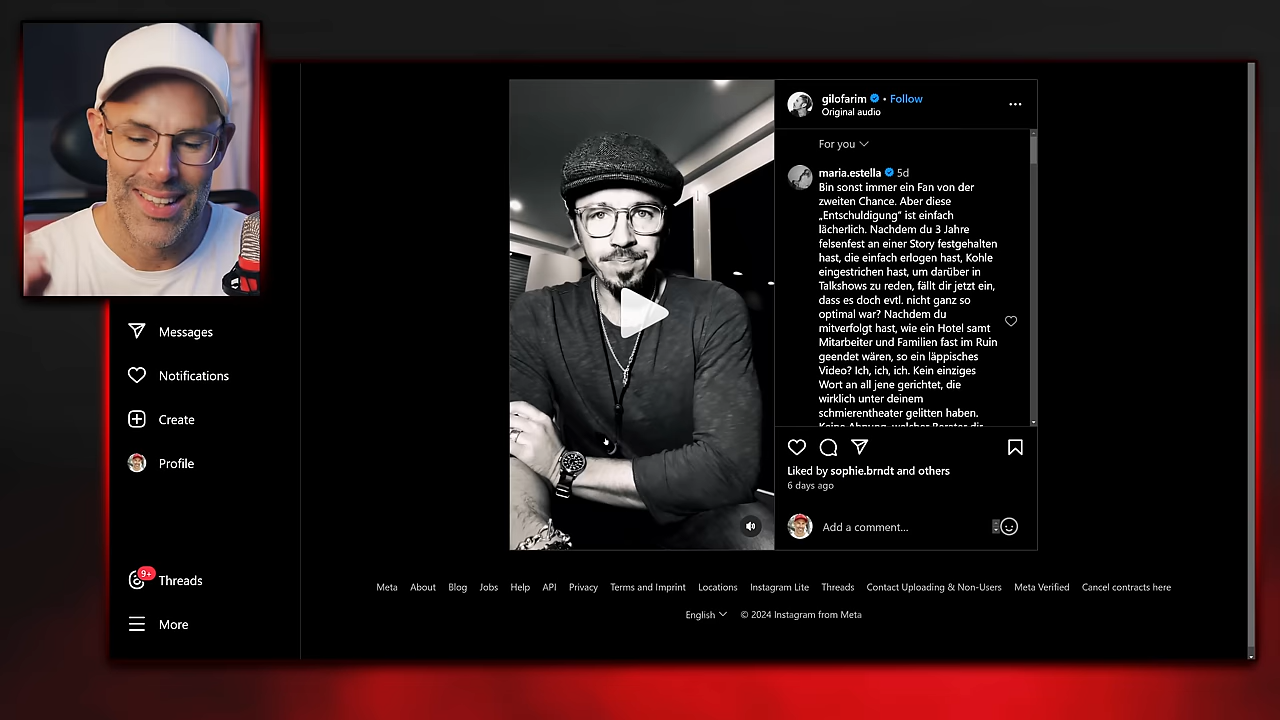 Messages
Notifications
Create
Profile
9+
Threads
More
gilofarim • Follow
Original audio
For you
maria.estella 5d
Bin sonst immer ein Fan von der
zweiten Chance. Aber diese
„Entschuldigung“ ist einfach
lächerlich. Nachdem du 3 Jahre
felsenfest an einer Story festgehalten
hast, die einfach erlogen hast, Kohle
eingestrichen hast, um darüber in
Talkshows zu reden, fällt dir jetzt ein,
dass es doch evtl. nicht ganz so
optimal war? Nachdem du
mitverfolgt hast, wie ein Hotel samt
Mitarbeiter und Familien fast im Ruin
geendet wären, so ein läppisches
Video? Ich, ich, ich. Kein einziges
Wort an all jene gerichtet, die
wirklich unter deinem
schmierentheater gelitten haben.
Keine Ahnung, welcher Berater dir
Liked by sophie.brndt and others
6 days ago
Add a comment...
Meta About Blog Jobs Help API Privacy Terms and Imprint Locations Instagram Lite Threads Contact Uploading & Non-Users Meta Verified Cancel contracts here
English © 2024 Instagram from Meta